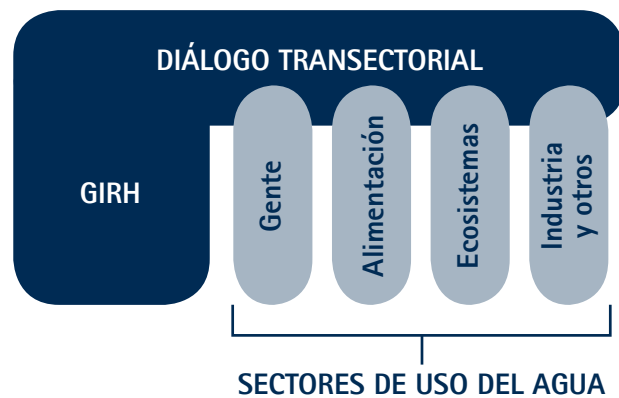 DIÁLOGO TRANSECTORIAL
GIRH
Gente
Alimentación
Ecosistemas
Industria
y otros
SECTORES DE USO DEL AGUA